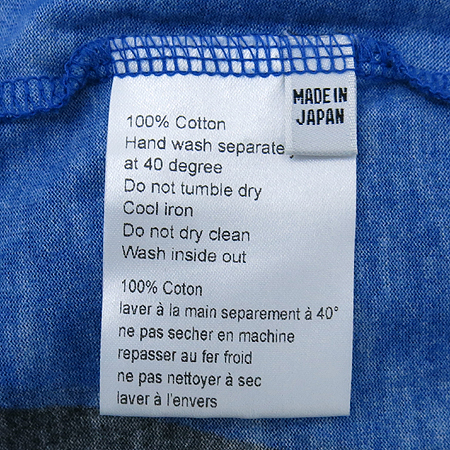 MADE IN
JAPAN
100% Cotton
Hand wash separate
at 40 degree
Do not tumble dry
Cool iron
Do not dry clean
Wash inside out
100% Coton
laver à la main separement à 40°
ne pas secher en machine
repasser au fer froid
ne pas nettoyer à sec
laver à l'envers